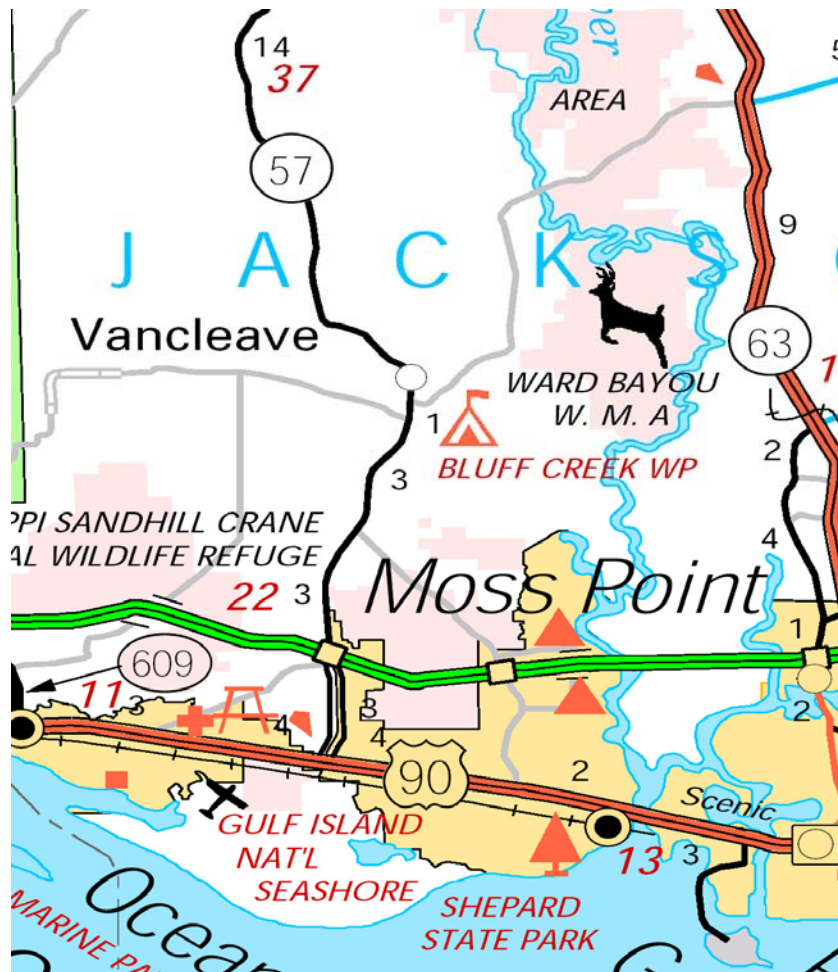 14
37
AREA
57
9
J A C K S
Vancleave
63
WARD BAYOU
W. M. A
1
BLUFF CREEK WP
2
3
PPI SANDHILL CRANE
AL WILDLIFE REFUGE
4
Moss Point
22
3
1
609
11
3
4
3
4
2
90
2
Scenic
GULF ISLAND
NAT'L
SEASHORE
13
3
SHEPARD
STATE PARK
MARINE PA
Ocean
G